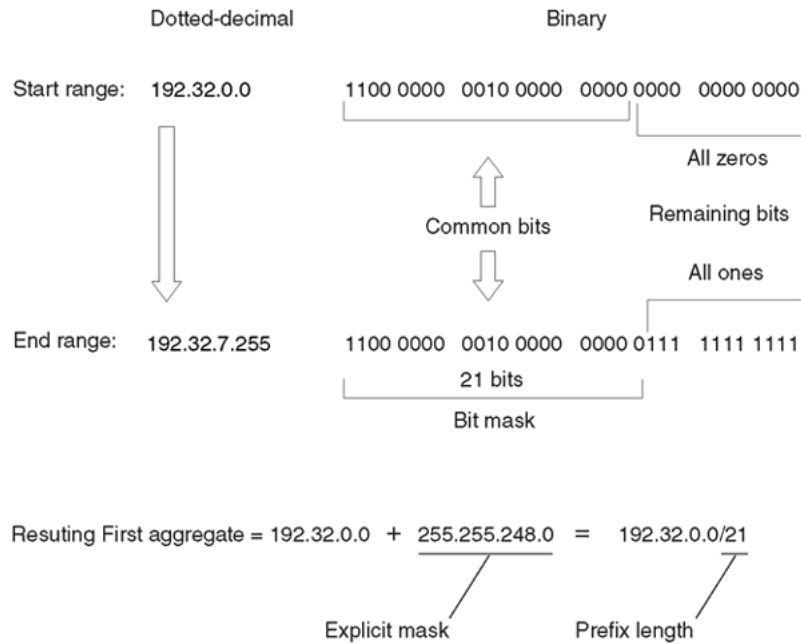 Dotted-decimal Binary
Start range: 192.32.0.0 1100 0000 0010 0000 0000 0000 0000 0000
All zeros
Common bits Remaining bits
All ones
End range: 192.32.7.255 1100 0000 0010 0000 0000 0111 1111 1111
21 bits
Bit mask
Resuting First aggregate = 192.32.0.0 + 255.255.248.0 = 192.32.0.0/21
Explicit mask Prefix length